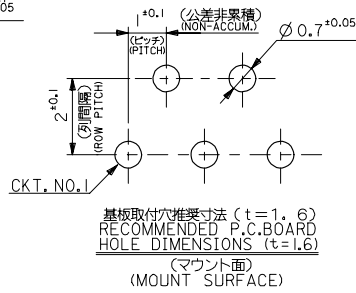 05
1±0.1
(ピッチ)
(PITCH)
(公差非累積)
(NON-ACCUM.)
Ø0.7±0.05
2±0.1
(列間隔)
(ROW PITCH)
CKT. NO.1
基板取付穴推奨寸法(t=1.6)
RECOMMENDED P.C.BOARD
HOLE DIMENSIONS (t=1.6)
(マウント面)
(MOUNT SURFACE)